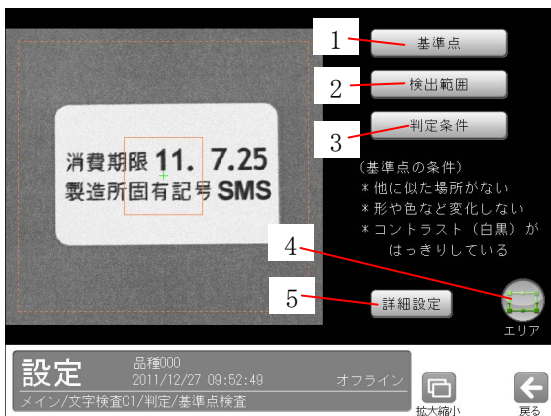 1
基準点
2
検出範囲
3
判定条件
(基準点の条件)
*他に似た場所がない
*形や色など変化しない
*コントラスト(白黒)が
はっきりしている
消費期限 11. 7.25
製造所固有記号 SMS
4
エリア
5
詳細設定
設定
品種000
2011/12/27 09:52:49
オフライン
メイン/文字検査C1/判定/基準点検査
拡大縮小
戻る